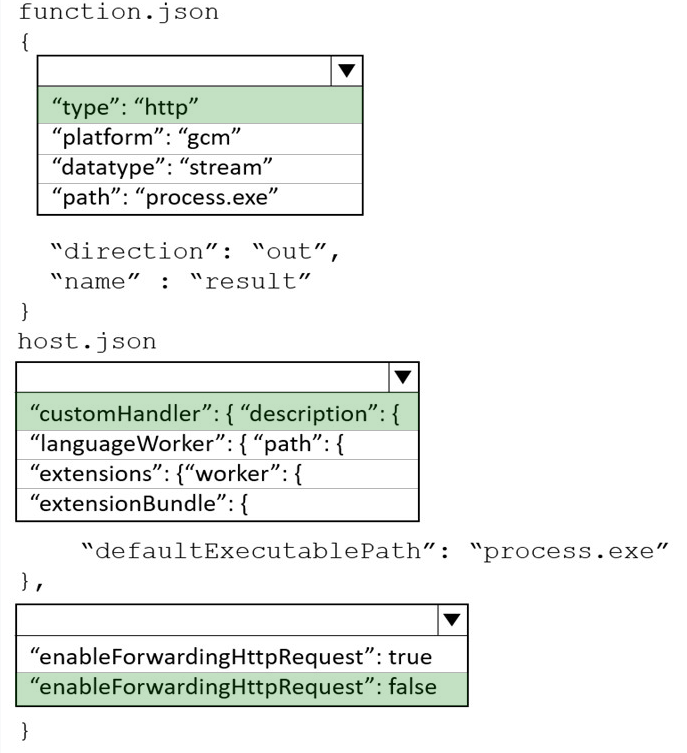 function.json
{
“type”: “http”
“platform”: “gcm”
“datatype”: “stream”
“path”: “process.exe”
“direction”: “out”,
“name” : “result”
}
host.json
“customHandler”: { “description”: {
“languageWorker”: { “path”: {
“extensions”: {“worker”: {
“extensionBundle”: {
“defaultExecutablePath”: “process.exe”
},
“enableForwardingHttpRequest”: true
“enableForwardingHttpRequest”: false
}